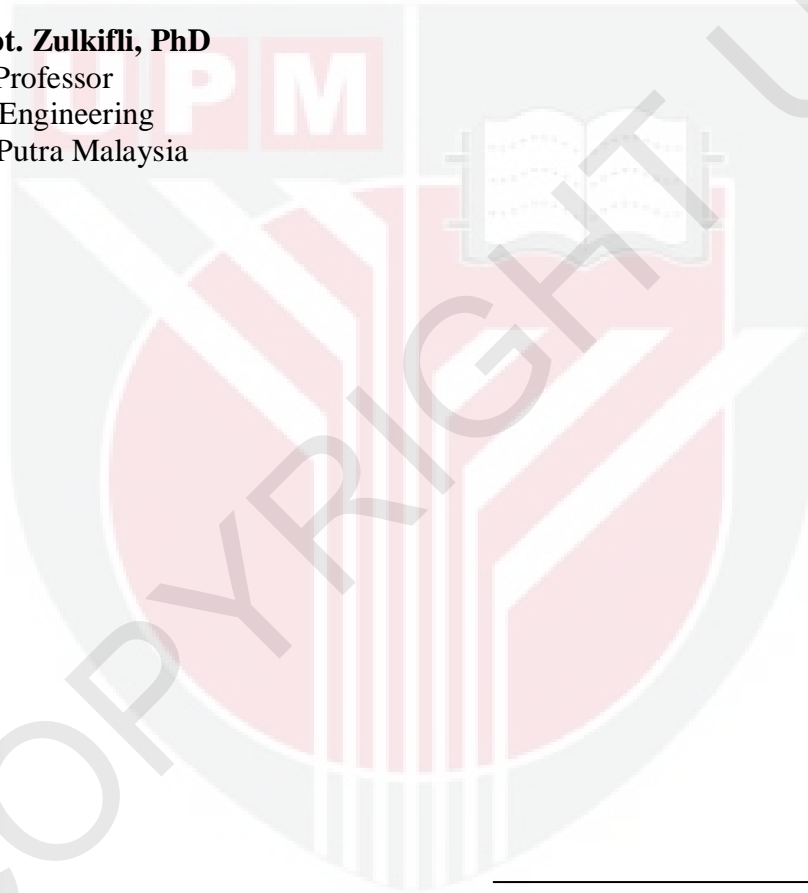 ot. Zulkifli, PhD
Professor
Engineering
Putra Malaysia
UPM
COPYRIGHT U